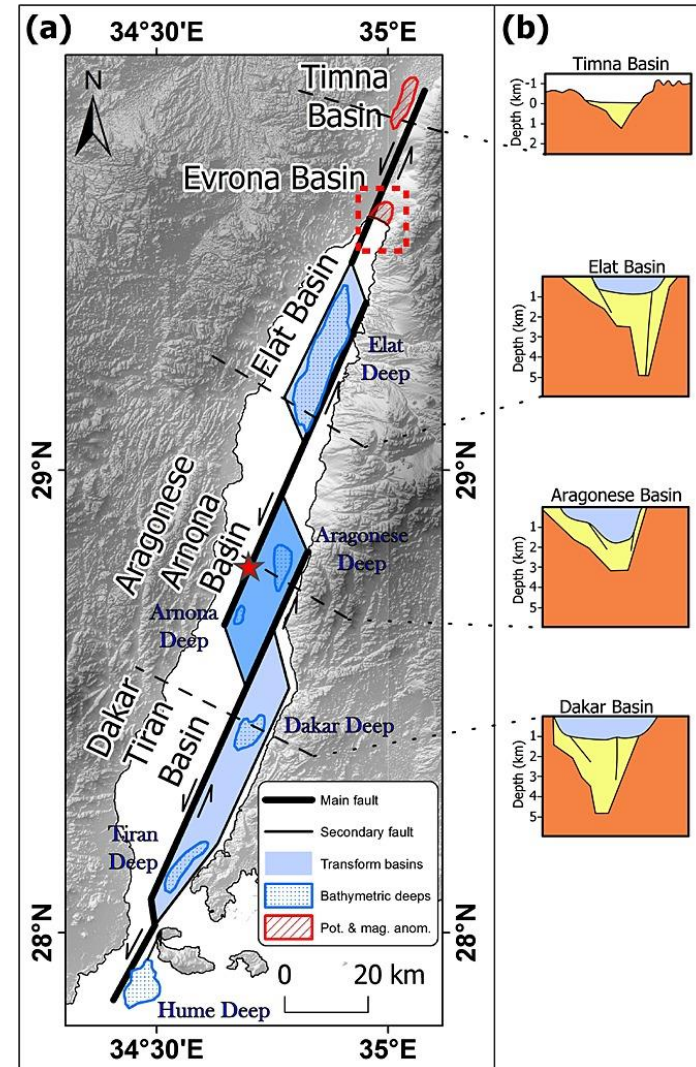 (a)
34°30'E
35°E
N
Timna
Basin
Evrona Basin
Elat Basin
Elat
Deep
29°N
29°N
Aragonese
Arnona
Basin
Aragonese
Deep
Arnona
Deep
Dakar
Tiran
Basin
Dakar Deep
Tiran
Deep
28°N
28°N
Hume Deep
Main fault
Secondary fault
Transform basins
Bathymetric deeps
Pot. & mag. anom.
0 20 km
34°30'E
35°E
(b)
Timna Basin
Depth (km)
-1
0
1
2
Elat Basin
Depth (km)
1
2
3
4
5
Aragonese Basin
Depth (km)
1
2
3
4
5
Dakar Basin
Depth (km)
1
2
3
4
5